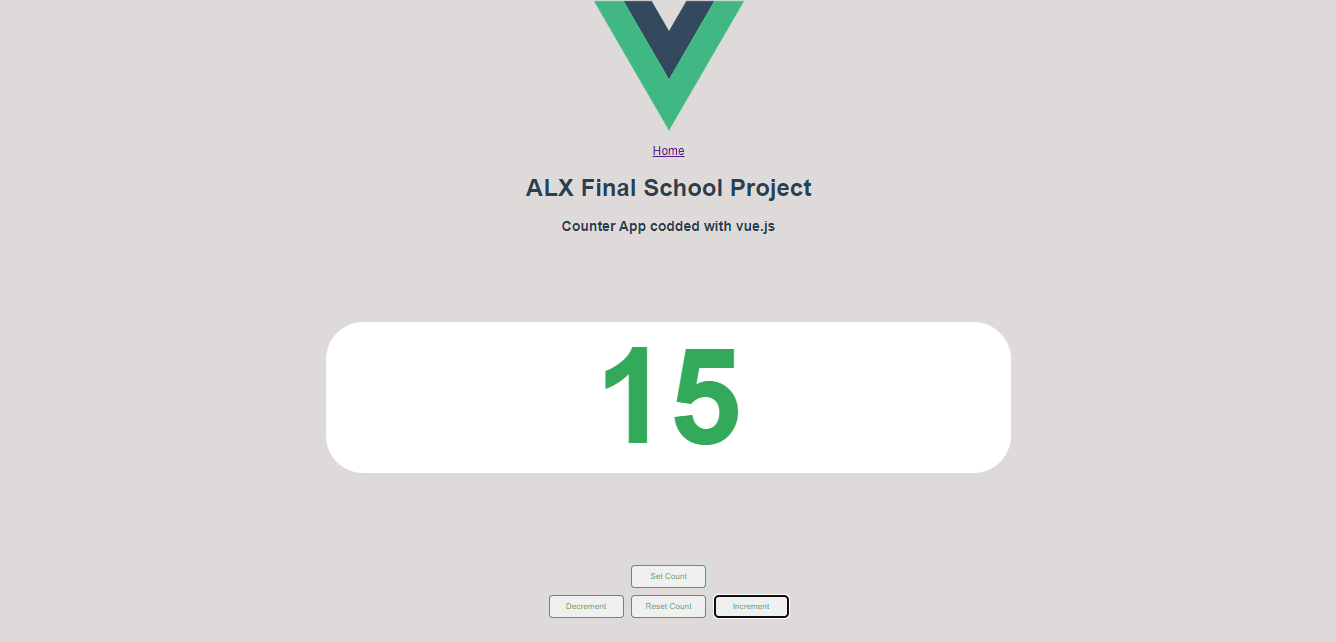 Home
ALX Final School Project
Counter App codded with vue.js
15
Set Count
Decrement Reset Count Increment